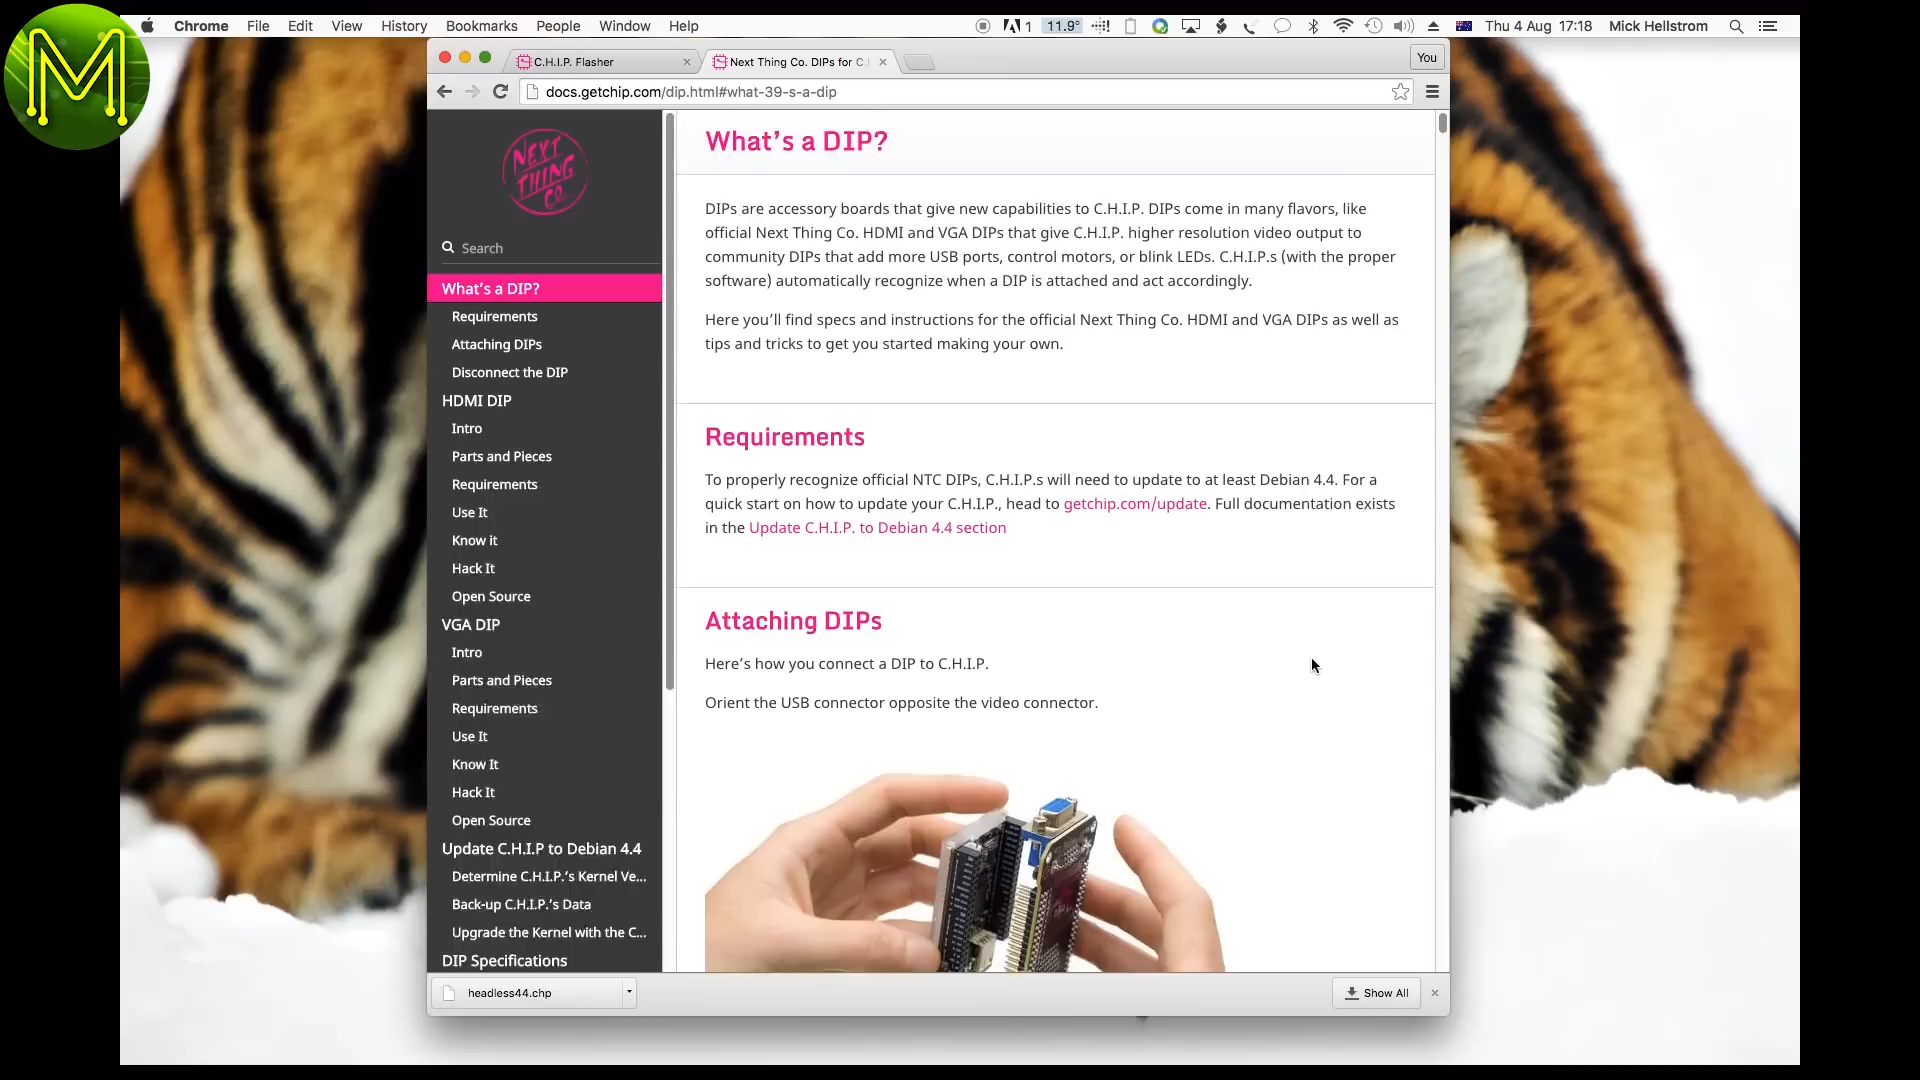 M
Chrome File Edit View History Bookmarks People Window Help
1 11.9° Thu 4 Aug 17:18 Mick Hellstrom
C.H.I.P. Flasher
Next Thing Co. DIPs for C.
You
docs.getchip.com/dip.html#what-39-s-a-dip
NEXT
THING
CO
Search
What's a DIP?
Requirements
Attaching DIPs
Disconnect the DIP
HDMI DIP
Intro
Parts and Pieces
Requirements
Use It
Know it
Hack It
Open Source
VGA DIP
Intro
Parts and Pieces
Requirements
Use It
Know It
Hack It
Open Source
Update C.H.I.P to Debian 4.4
Determine C.H.I.P.'s Kernel Ve...
Back-up C.H.I.P.'s Data
Upgrade the Kernel with the C...
DIP Specifications
What's a DIP?
DIPs are accessory boards that give new capabilities to C.H.I.P. DIPs come in many flavors, like
official Next Thing Co. HDMI and VGA DIPs that give C.H.I.P. higher resolution video output to
community DIPs that add more USB ports, control motors, or blink LEDs. C.H.I.P.s (with the proper
software) automatically recognize when a DIP is attached and act accordingly.
Here you'll find specs and instructions for the official Next Thing Co. HDMI and VGA DIPs as well as
tips and tricks to get you started making your own.
Requirements
To properly recognize official NTC DIPs, C.H.I.P.s will need to update to at least Debian 4.4. For a
quick start on how to update your C.H.I.P., head to getchip.com/update. Full documentation exists
in the Update C.H.I.P. to Debian 4.4 section
Attaching DIPs
Here's how you connect a DIP to C.H.I.P.
Orient the USB connector opposite the video connector.
headless44.chp
Show All